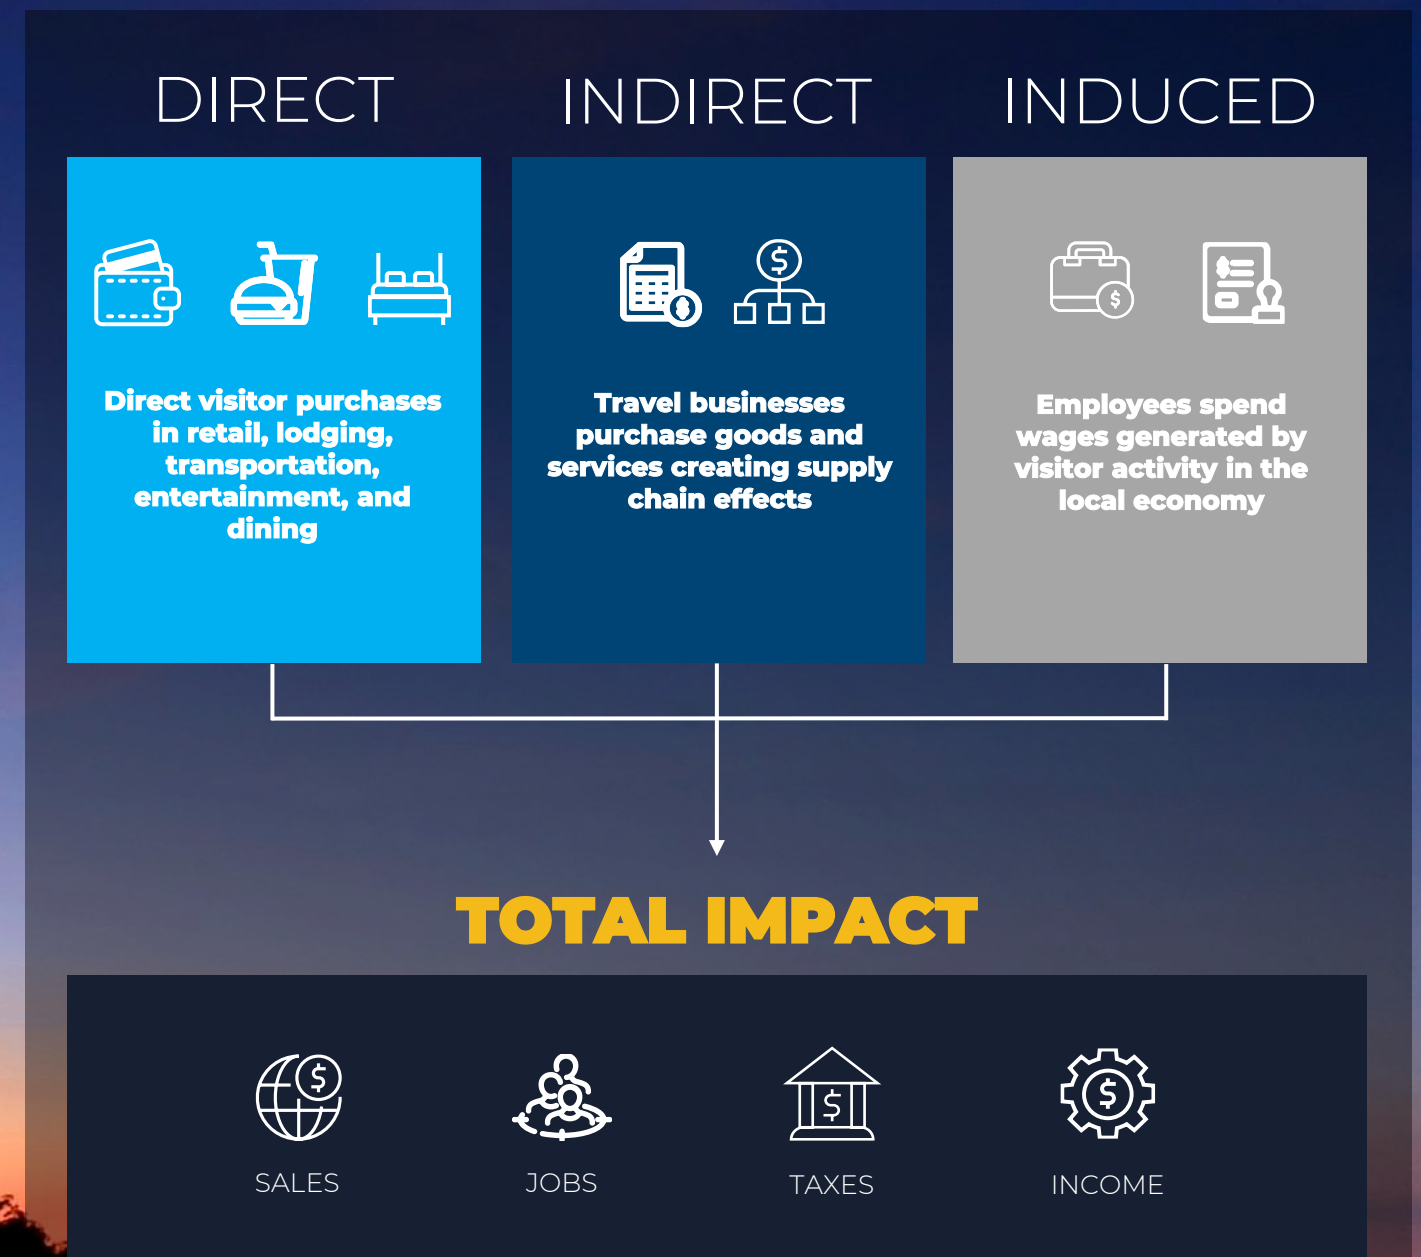 DIRECT
INDIRECT
INDUCED
Direct visitor purchases
in retail, lodging,
transportation,
entertainment, and
dining
Travel businesses
purchase goods and
services creating supply
chain effects
Employees spend
wages generated by
visitor activity in the
local economy
TOTAL IMPACT
SALES
JOBS
TAXES
INCOME